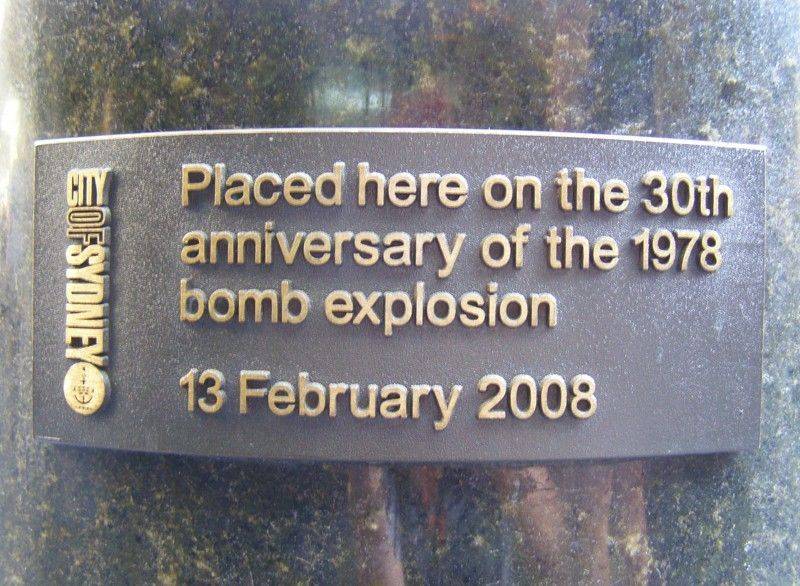 CITY OF SYDNEY
Placed here on the 30th
anniversary of the 1978
bomb explosion
13 February 2008